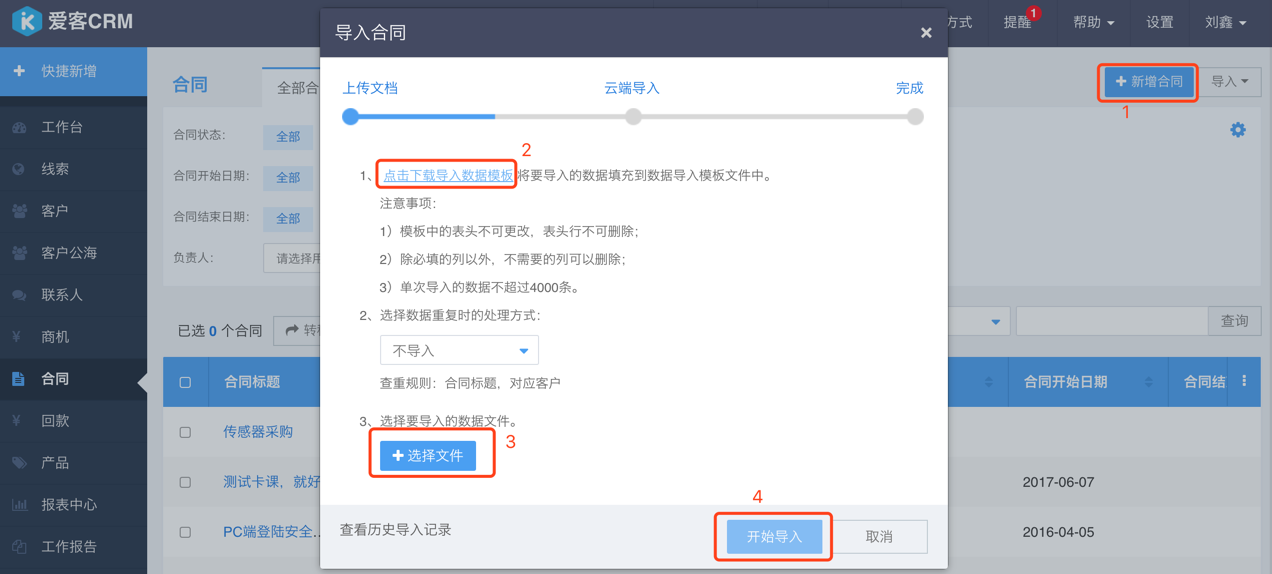 爱客CRM
方式
提醒
1
帮助
设置
刘鑫
快捷新增
工作台
线索
客户
客户公海
联系人
商机
合同
回款
产品
报表中心
工作报告
合同
全部合
新增合同
导入
1
合同状态：
全部
合同开始日期：
全部
合同结束日期：
全部
负责人：
请选择用
已选 0 个合同
查询
合同标题
合同开始日期
合同结
传感器采购
测试卡课，就好
2017-06-07
PC端登陆安全...
2016-04-05
导入合同
×
上传文档
云端导入
完成
2
1、点击下载导入数据模板 将要导入的数据填充到数据导入模板文件中。
注意事项：
1）模板中的表头不可更改，表头行不可删除；
2）除必填的列以外，不需要的列可以删除；
3）单次导入的数据不超过4000条。
2、选择数据重复时的处理方式：
不导入
查重规则：合同标题，对应客户
3、选择要导入的数据文件。
选择文件
3
4
查看历史导入记录
开始导入
取消